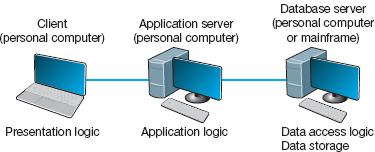 Client
(personal computer)
Application server
(personal computer)
Database server
(personal computer
or mainframe)
Presentation logic
Application logic
Data access logic
Data storage